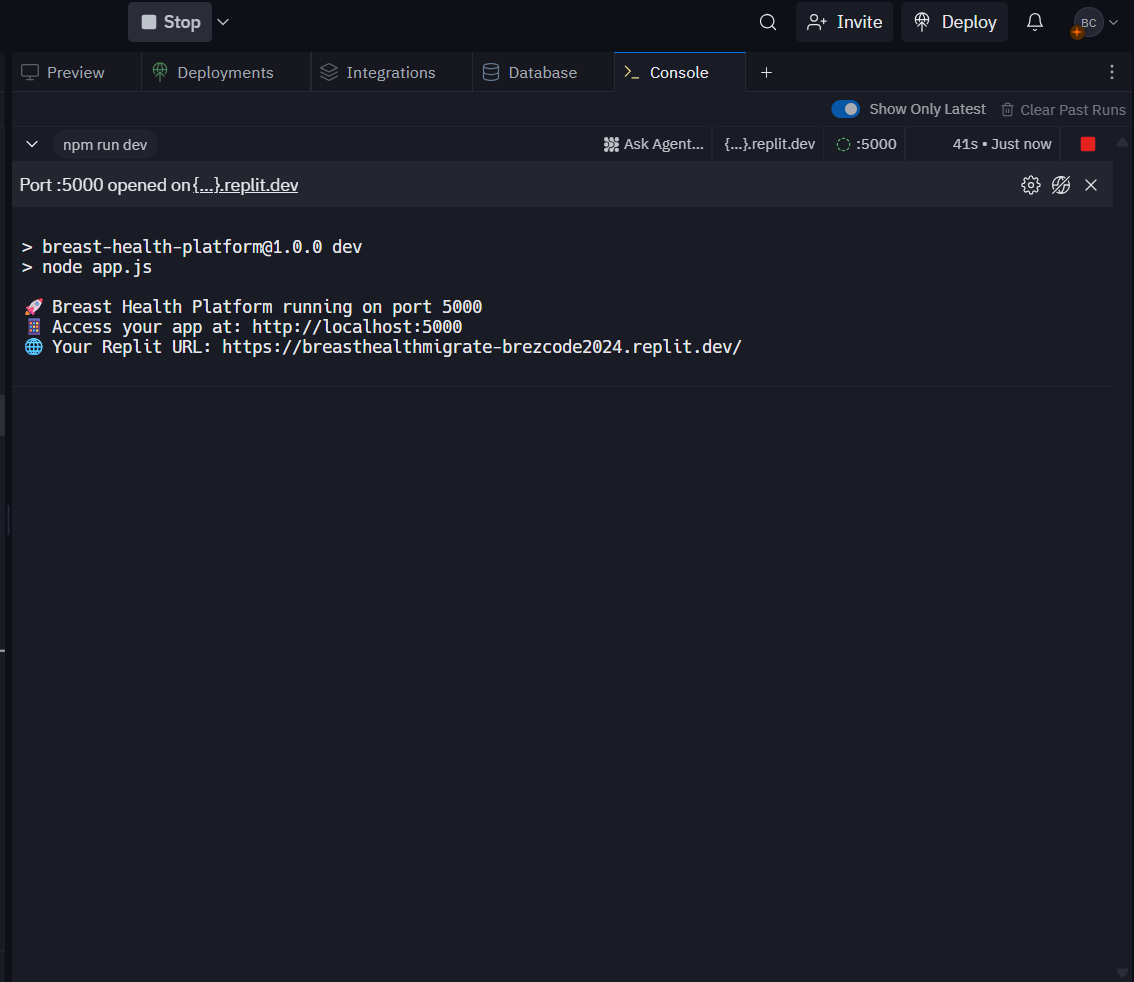 Stop
Invite
Deploy
BC
Preview
Deployments
Integrations
Database
Console
Show Only Latest
Clear Past Runs
npm run dev
Ask Agent...
{...}.replit.dev
:5000
41s • Just now
Port :5000 opened on {...}.replit.dev
> breast-health-platform@1.0.0 dev
> node app.js
🚀 Breast Health Platform running on port 5000
📱 Access your app at: http://localhost:5000
🌐 Your Replit URL: https://breasthealthmigrate-brezcode2024.replit.dev/